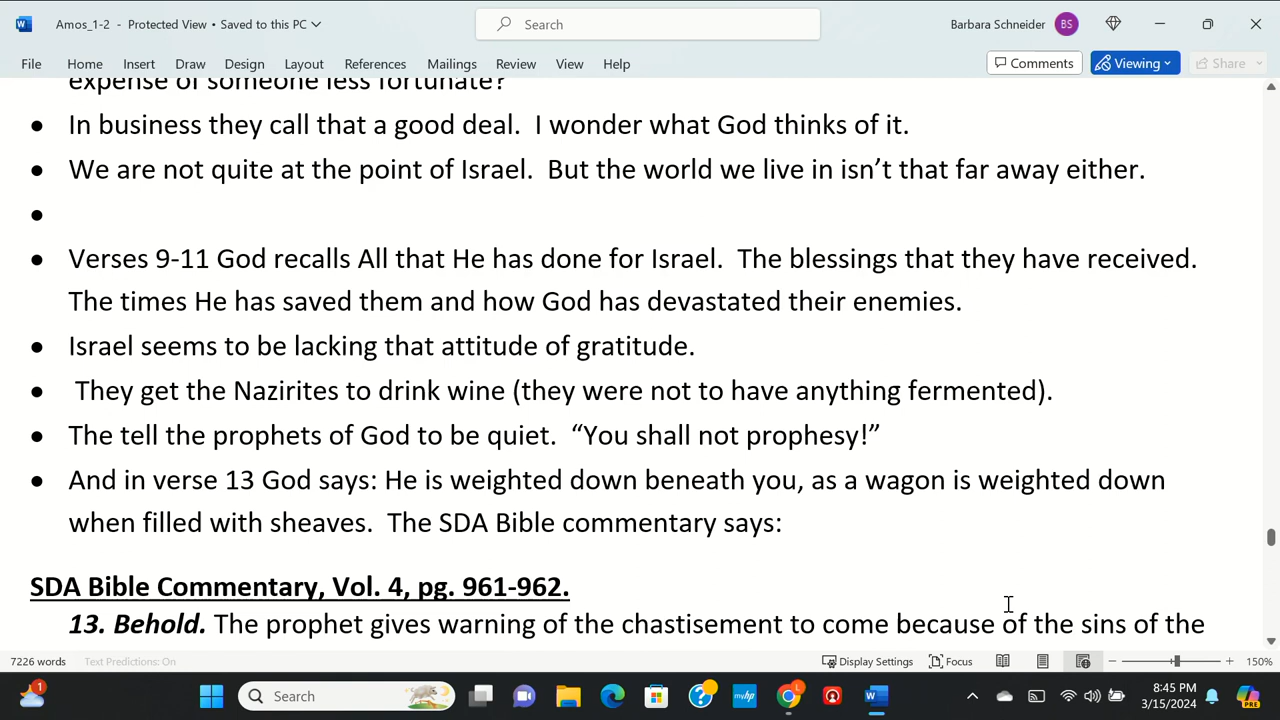 Amos_1-2 • Protected View • Saved to this PC
Search
Barbara Schneider
BS
File Home Insert Draw Design Layout References Mailings Review View Help
Comments
Viewing
Share
expense of someone less fortunate?
• In business they call that a good deal.  I wonder what God thinks of it.
• We are not quite at the point of Israel.  But the world we live in isn’t that far away either.
•
• Verses 9-11 God recalls All that He has done for Israel.  The blessings that they have received.
The times He has saved them and how God has devastated their enemies.
• Israel seems to be lacking that attitude of gratitude.
•  They get the Nazirites to drink wine (they were not to have anything fermented).
• The tell the prophets of God to be quiet.  “You shall not prophesy!”
• And in verse 13 God says: He is weighted down beneath you, as a wagon is weighted down
when filled with sheaves.  The SDA Bible commentary says:
SDA Bible Commentary, Vol. 4, pg. 961-962.
13. Behold. The prophet gives warning of the chastisement to come because of the sins of the
7226 words
Text Predictions: On
Display Settings
Focus
150%
1
Search
myhp
L
8:45 PM
3/15/2024
PRE